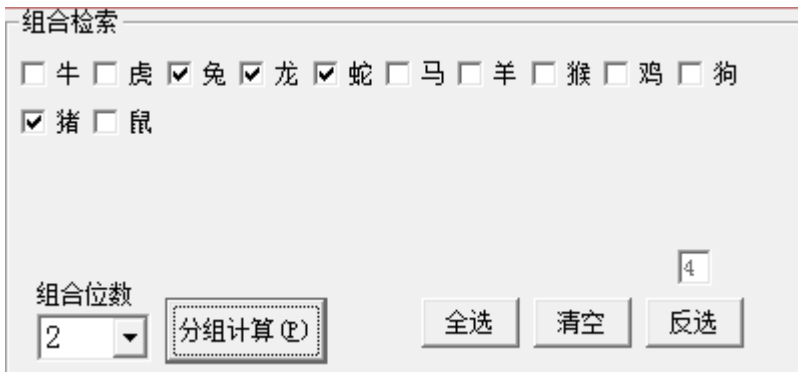 组合检索
牛 虎 兔 龙 蛇 马 羊 猴 鸡 狗
猪 鼠
4
组合位数
2 分组计算(P) 全选 清空 反选